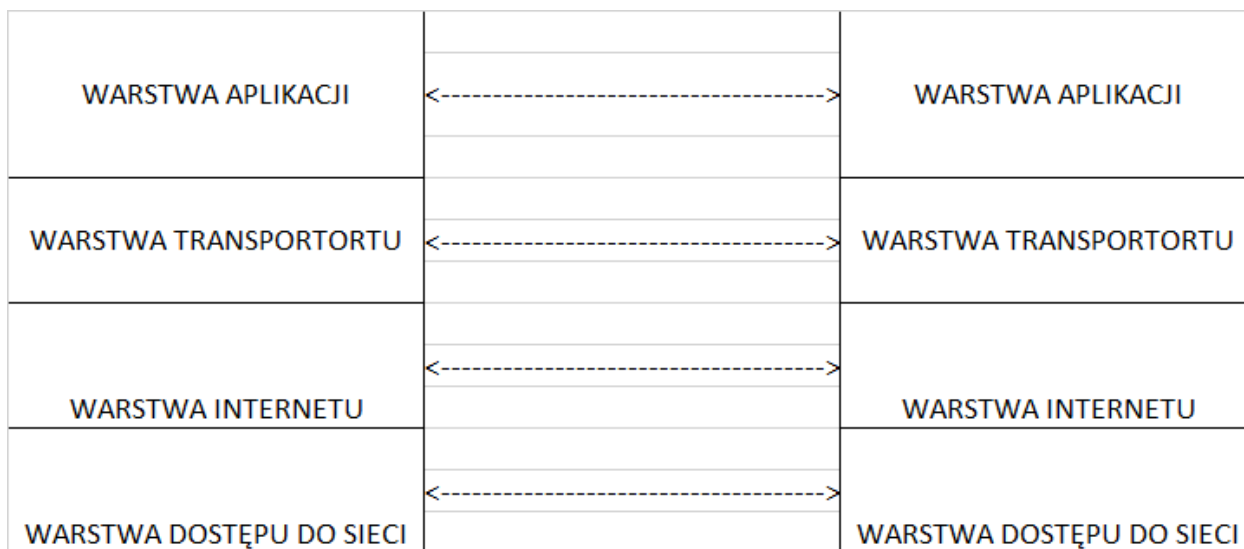 WARSTWA APLIKACJI <---------------------------------------> WARSTWA APLIKACJI
WARSTWA TRANSPORTORTU <---------------------------------------> WARSTWA TRANSPORTORTU
<--------------------------------------->
WARSTWA INTERNETU WARSTWA INTERNETU
<--------------------------------------->
WARSTWA DOSTĘPU DO SIECI WARSTWA DOSTĘPU DO SIECI